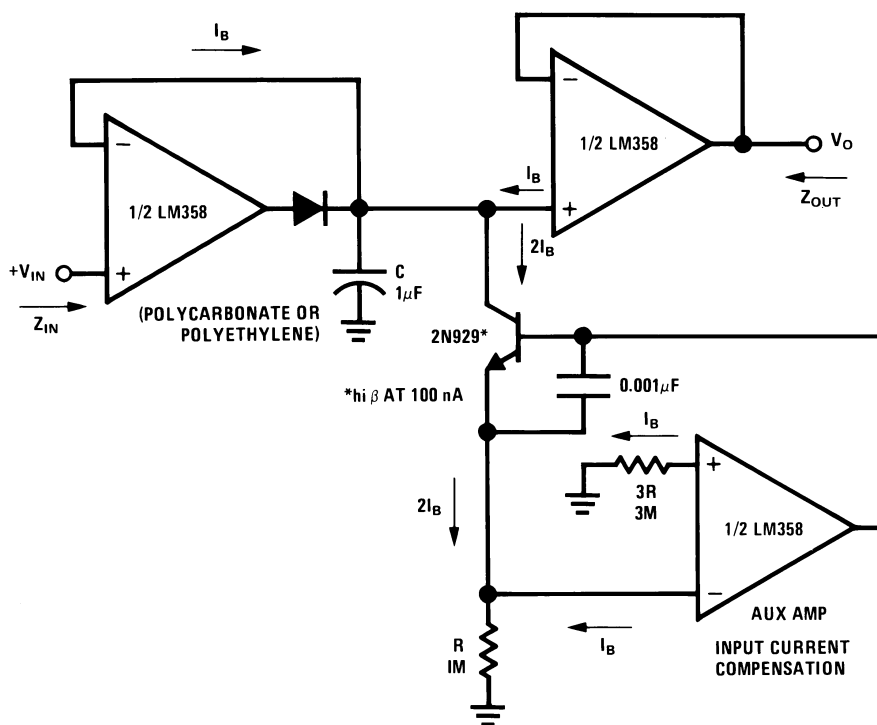 I_B
1/2 LM358
−
+
+V_IN
Z_IN
C
1µF
(POLYCARBONATE OR
POLYETHYLENE)
1/2 LM358
−
+
I_B
V_O
Z_OUT
2I_B
2N929*
*hi β AT 100 nA
0.001µF
I_B
3R
3M
+
1/2 LM358
−
2I_B
R
IM
I_B
AUX AMP
INPUT CURRENT
COMPENSATION